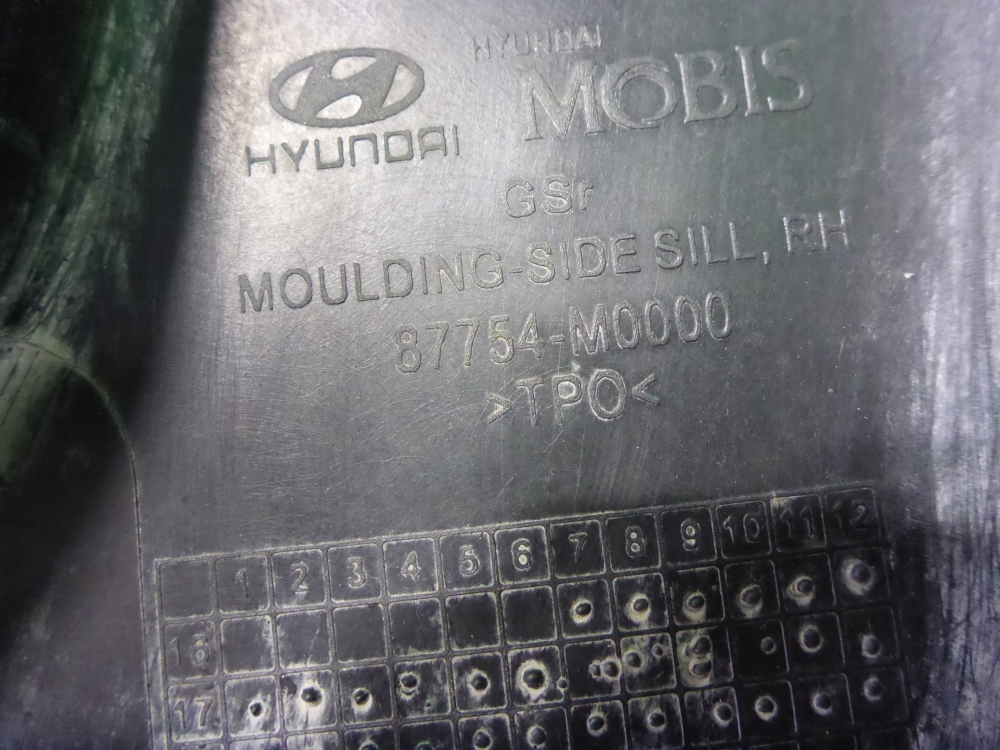 HYUNDAI
HYUNDAI
MOBIS
GSr
MOULDING-SIDE SILL, RH
87754-M0000
>TPO<
1 2 3 4 5 6 7 8 9 10 11 12
16
17